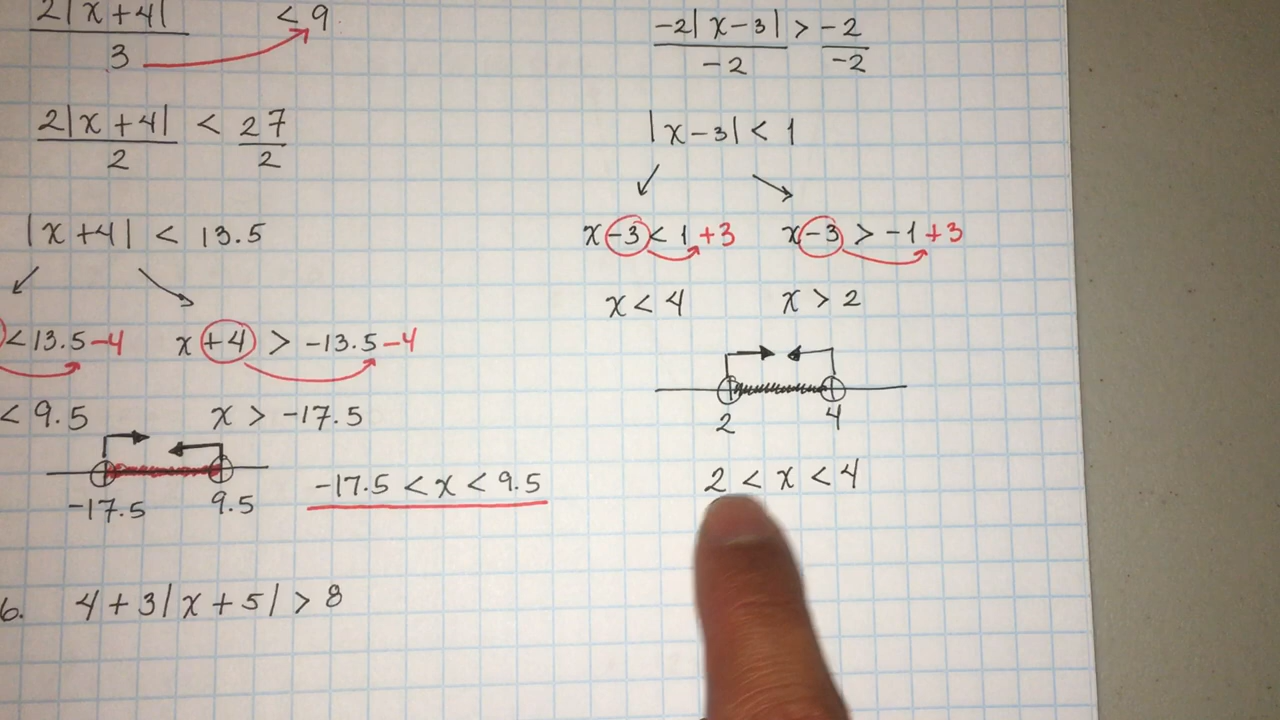 2|x+4| < 9
3
2|x+4| < 27
2 2
|x+4| < 13.5
< 13.5 -4 x +4 > -13.5 -4
< 9.5 x > -17.5
-17.5 9.5
-17.5 < x < 9.5
6. 4+3|x+5| > 8
-2|x-3| > -2
-2 -2
|x-3| < 1
x -3 < 1 +3 x -3 > -1 +3
x < 4 x > 2
2 4
2 < x < 4